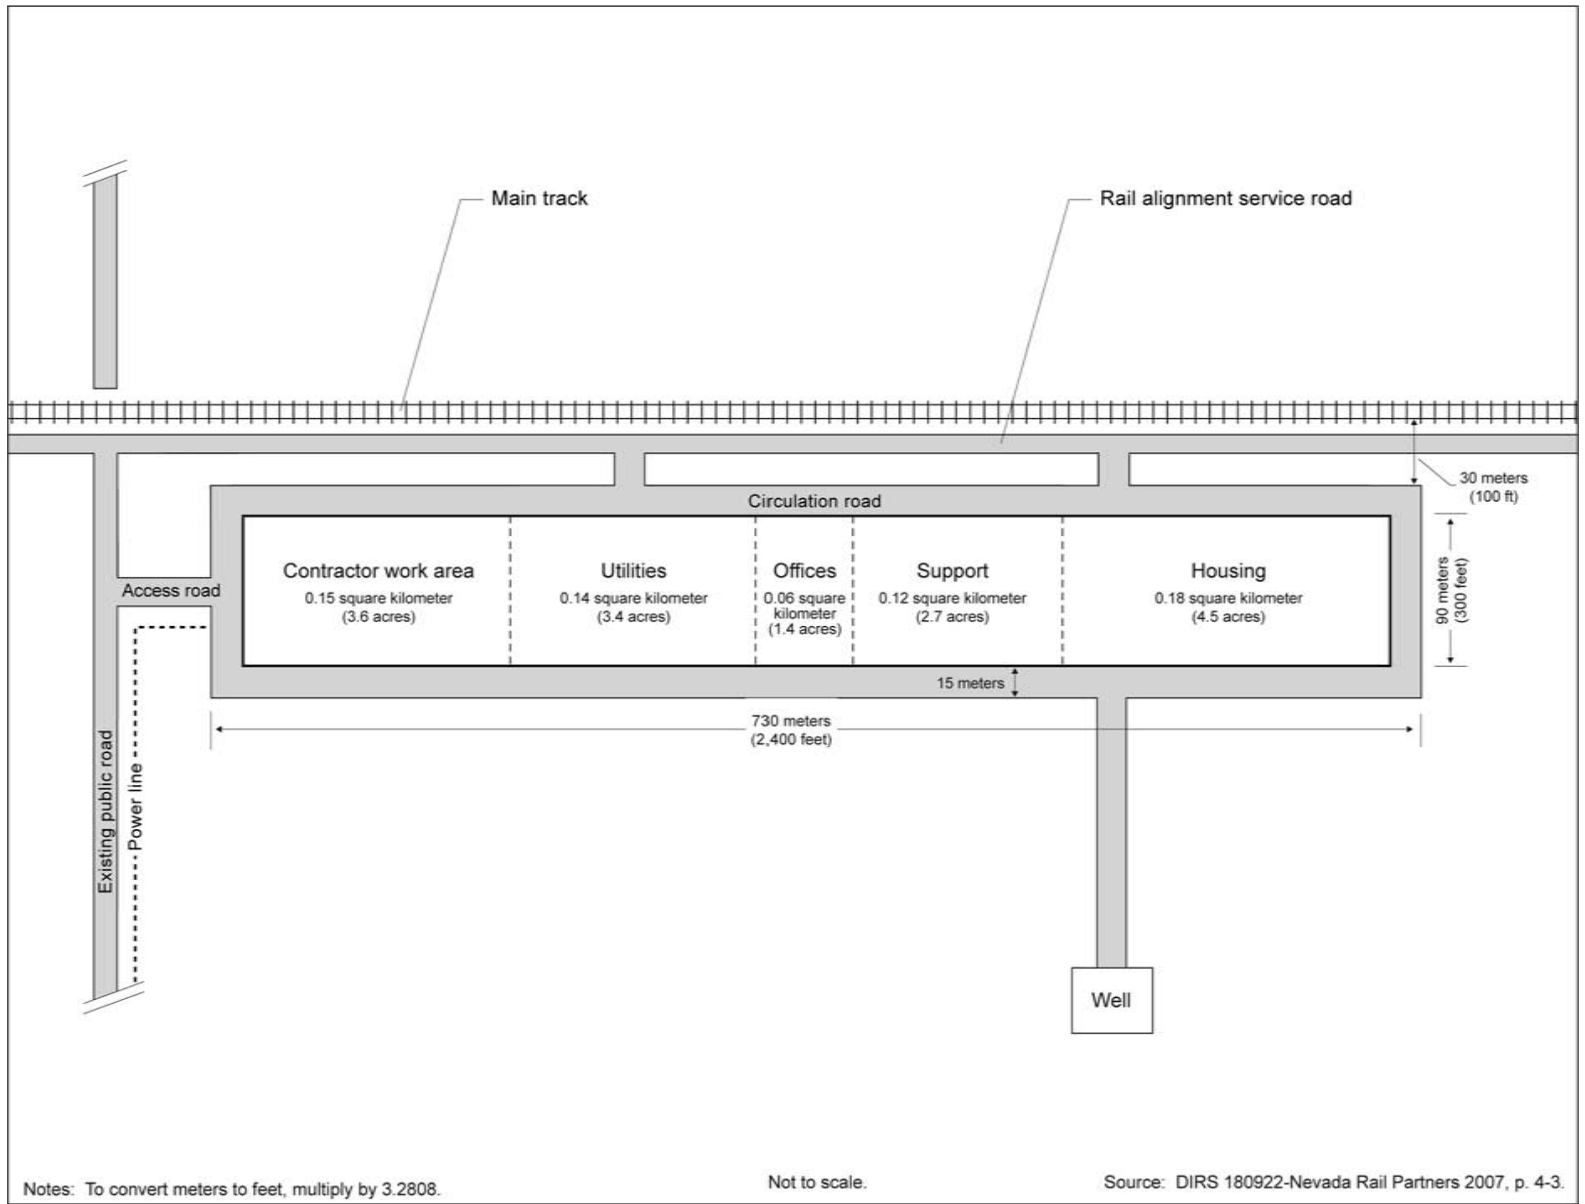 Main track
Rail alignment service road
30 meters
(100 ft)
Circulation road
Contractor work area
0.15 square kilometer
(3.6 acres)
Utilities
0.14 square kilometer
(3.4 acres)
Offices
0.06 square
kilometer
(1.4 acres)
Support
0.12 square kilometer
(2.7 acres)
Housing
0.18 square kilometer
(4.5 acres)
90 meters
(300 feet)
Access road
15 meters
730 meters
(2,400 feet)
Existing public road
Power line
Well
Notes: To convert meters to feet, multiply by 3.2808.
Not to scale.
Source: DIRS 180922-Nevada Rail Partners 2007, p. 4-3.